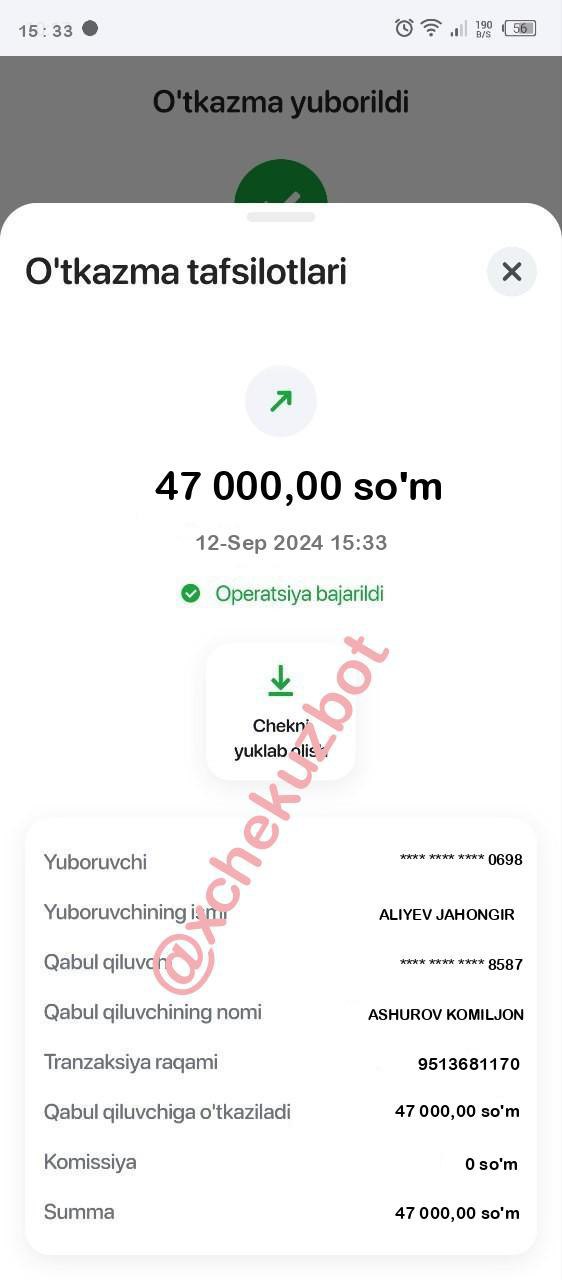 15:33
190
B/S
56
O'tkazma yuborildi
O'tkazma tafsilotlari
47 000,00 so'm
12-Sep 2024 15:33
Operatsiya bajarildi
Chekni
yuklab olish
@xchekuzbot
Yuboruvchi **** **** **** 0698
Yuboruvchining ismi ALIYEV JAHONGIR
Qabul qiluvchi **** **** **** 8587
Qabul qiluvchining nomi ASHUROV KOMILJON
Tranzaksiya raqami 9513681170
Qabul qiluvchiga o'tkaziladi 47 000,00 so'm
Komissiya 0 so'm
Summa 47 000,00 so'm